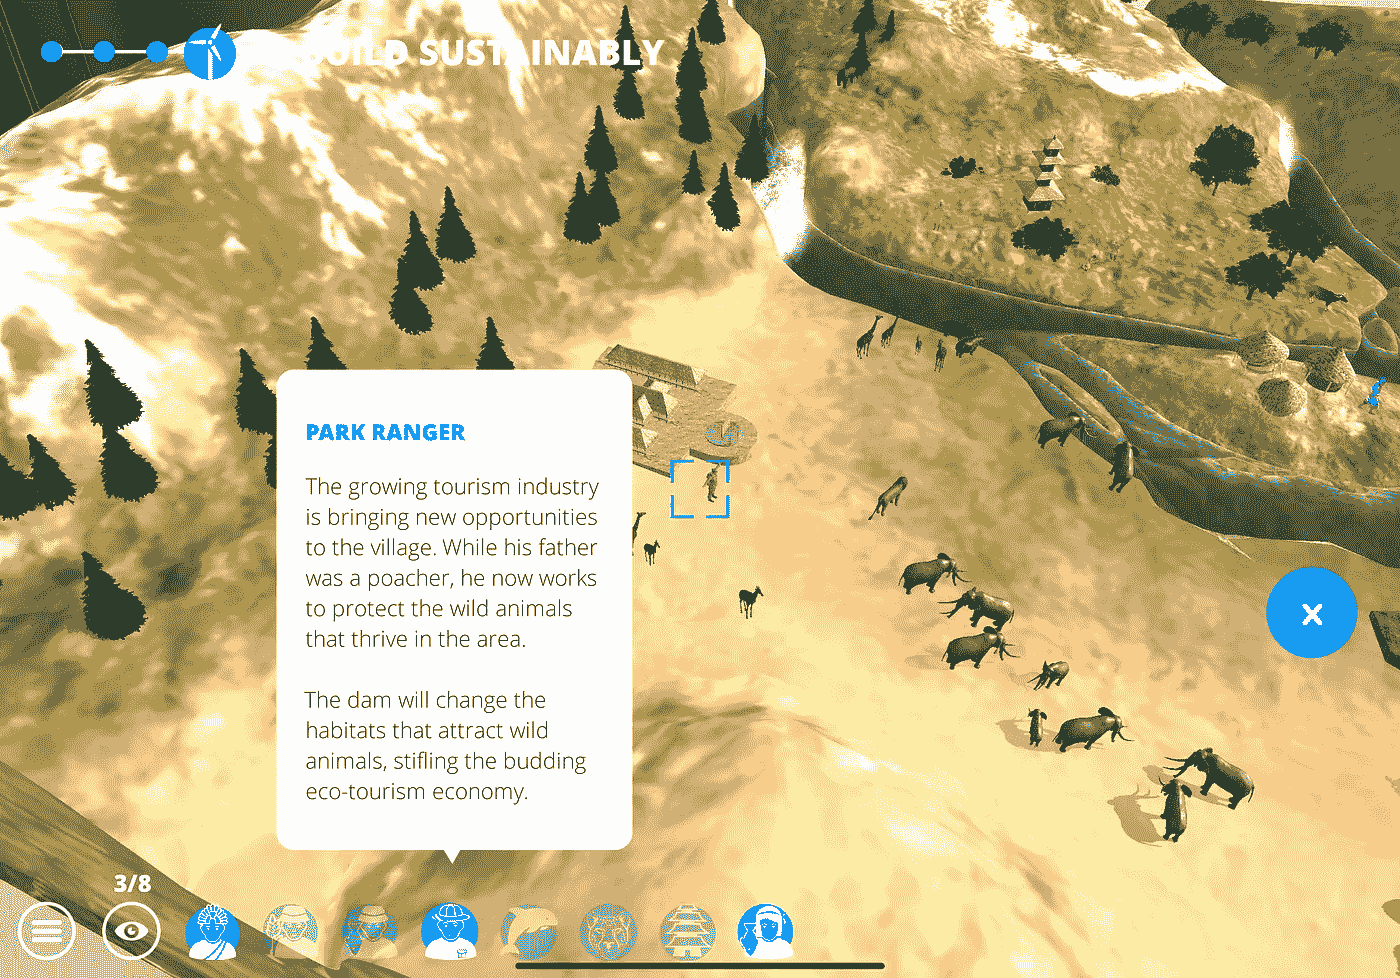 BUILD SUSTAINABLY
PARK RANGER
The growing tourism industry
is bringing new opportunities
to the village. While his father
was a poacher, he now works
to protect the wild animals
that thrive in the area.
The dam will change the
habitats that attract wild
animals, stifling the budding
eco-tourism economy.
3/8